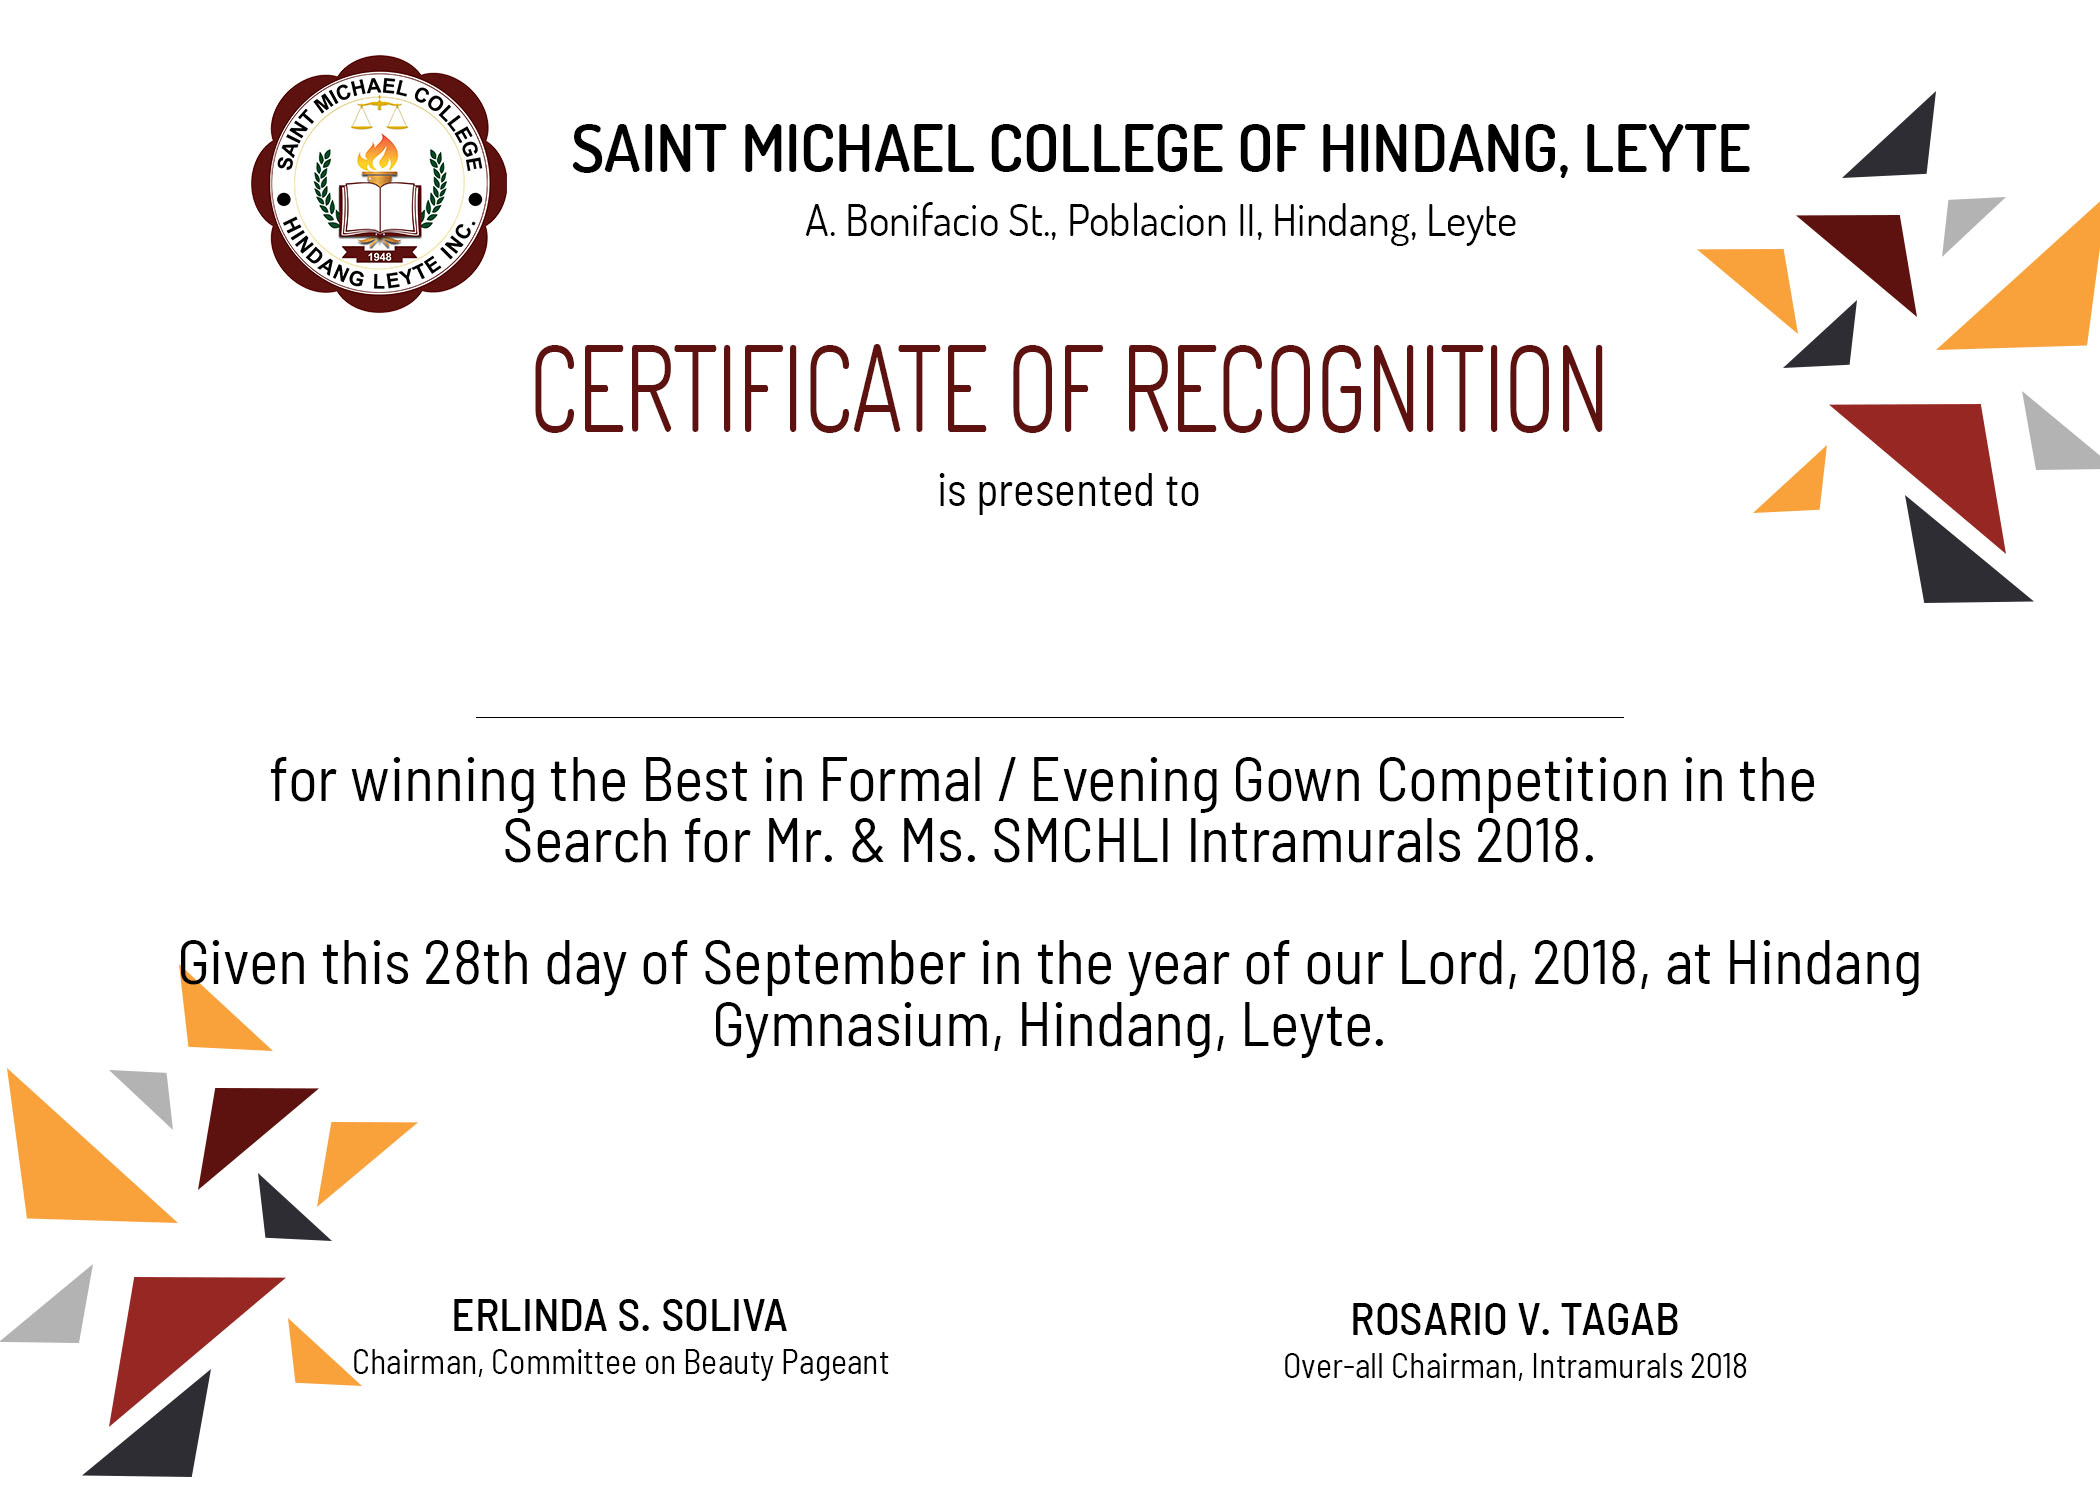 SAINT MICHAEL COLLEGE
HINDANG LEYTE INC.
1948
SAINT MICHAEL COLLEGE OF HINDANG, LEYTE
A. Bonifacio St., Poblacion II, Hindang, Leyte
CERTIFICATE OF RECOGNITION
is presented to
for winning the Best in Formal / Evening Gown Competition in the
Search for Mr. & Ms. SMCHLI Intramurals 2018.
Given this 28th day of September in the year of our Lord, 2018, at Hindang
Gymnasium, Hindang, Leyte.
ERLINDA S. SOLIVA
Chairman, Committee on Beauty Pageant
ROSARIO V. TAGAB
Over-all Chairman, Intramurals 2018